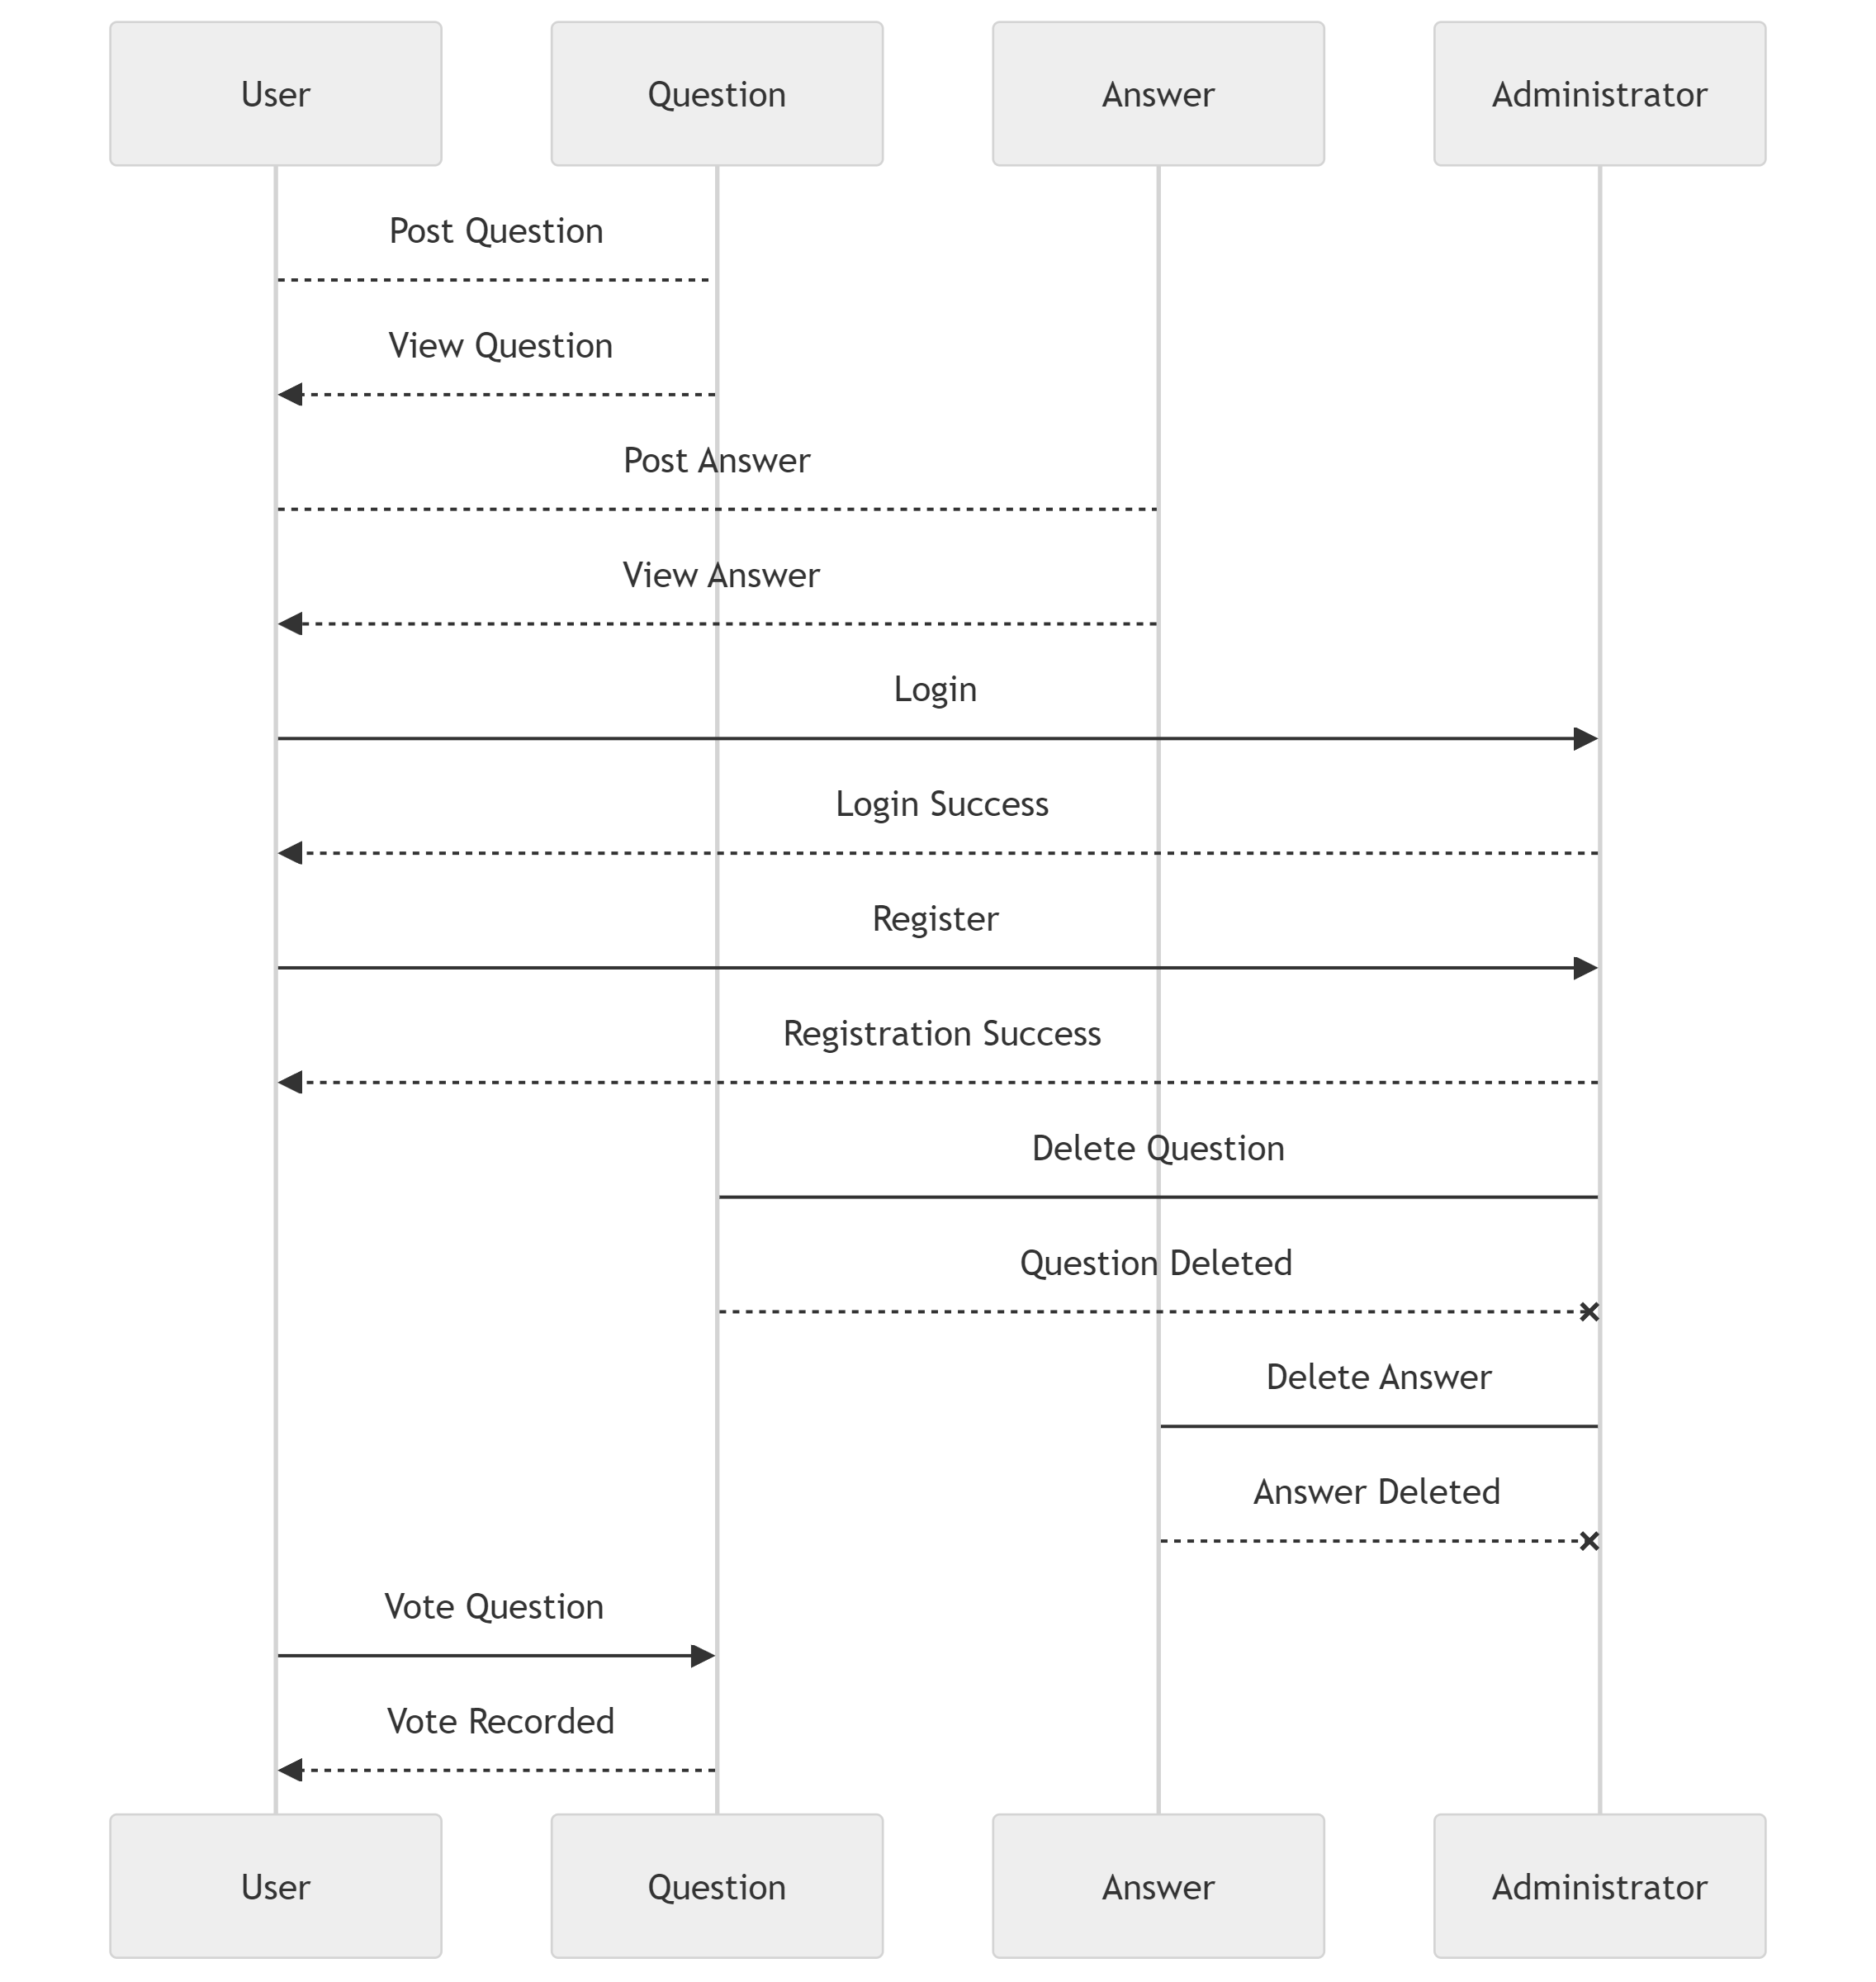 User
Question
Answer
Administrator
Post Question
View Question
Post Answer
View Answer
Login
Login Success
Register
Registration Success
Delete Question
Question Deleted
Delete Answer
Answer Deleted
Vote Question
Vote Recorded
User
Question
Answer
Administrator